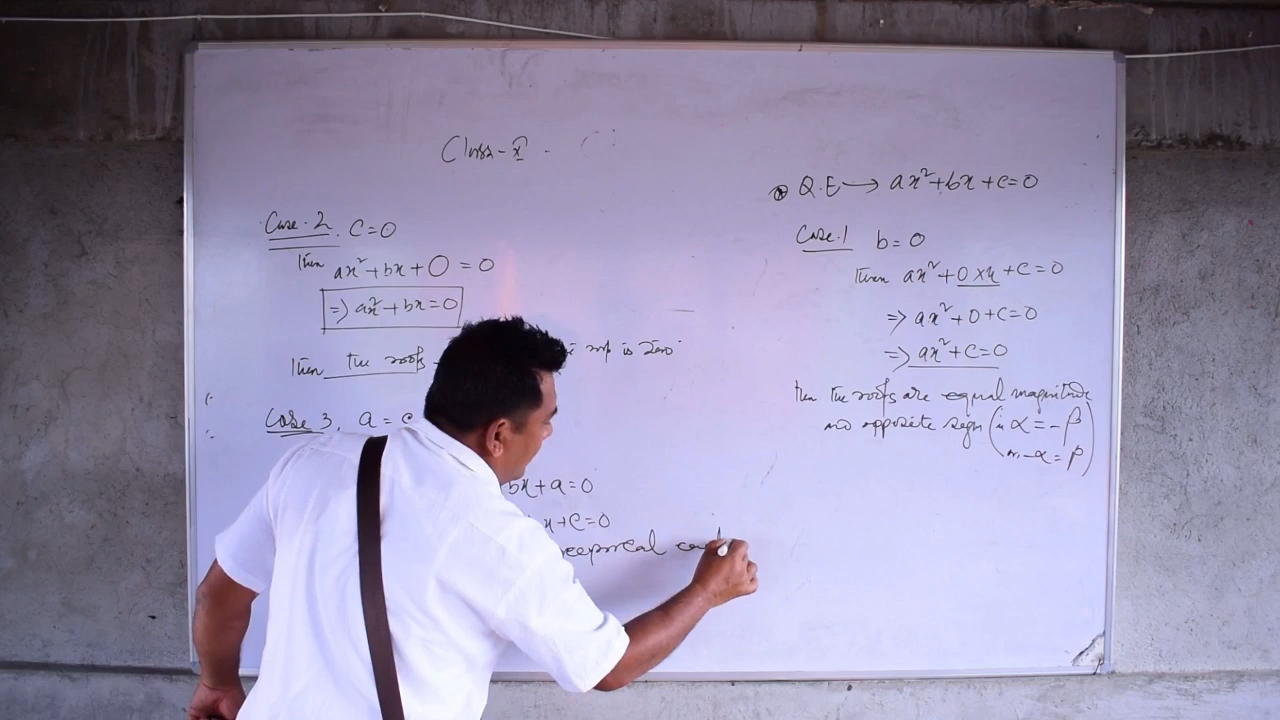 Class - X
Case-2. C=0
Then ax²+bx+0=0
=> ax²+bx=0
Then the roots is zero
Case 3. a = c
bx+a=0
x+c=0
reciprocal
Q.E → ax²+bx+c=0
Case.1 b=0
Then ax²+0×x+c=0
=> ax²+0+c=0
=> ax²+c=0
then the roots are equal magnitude
and opposite sign (i α=-β
-α=β)